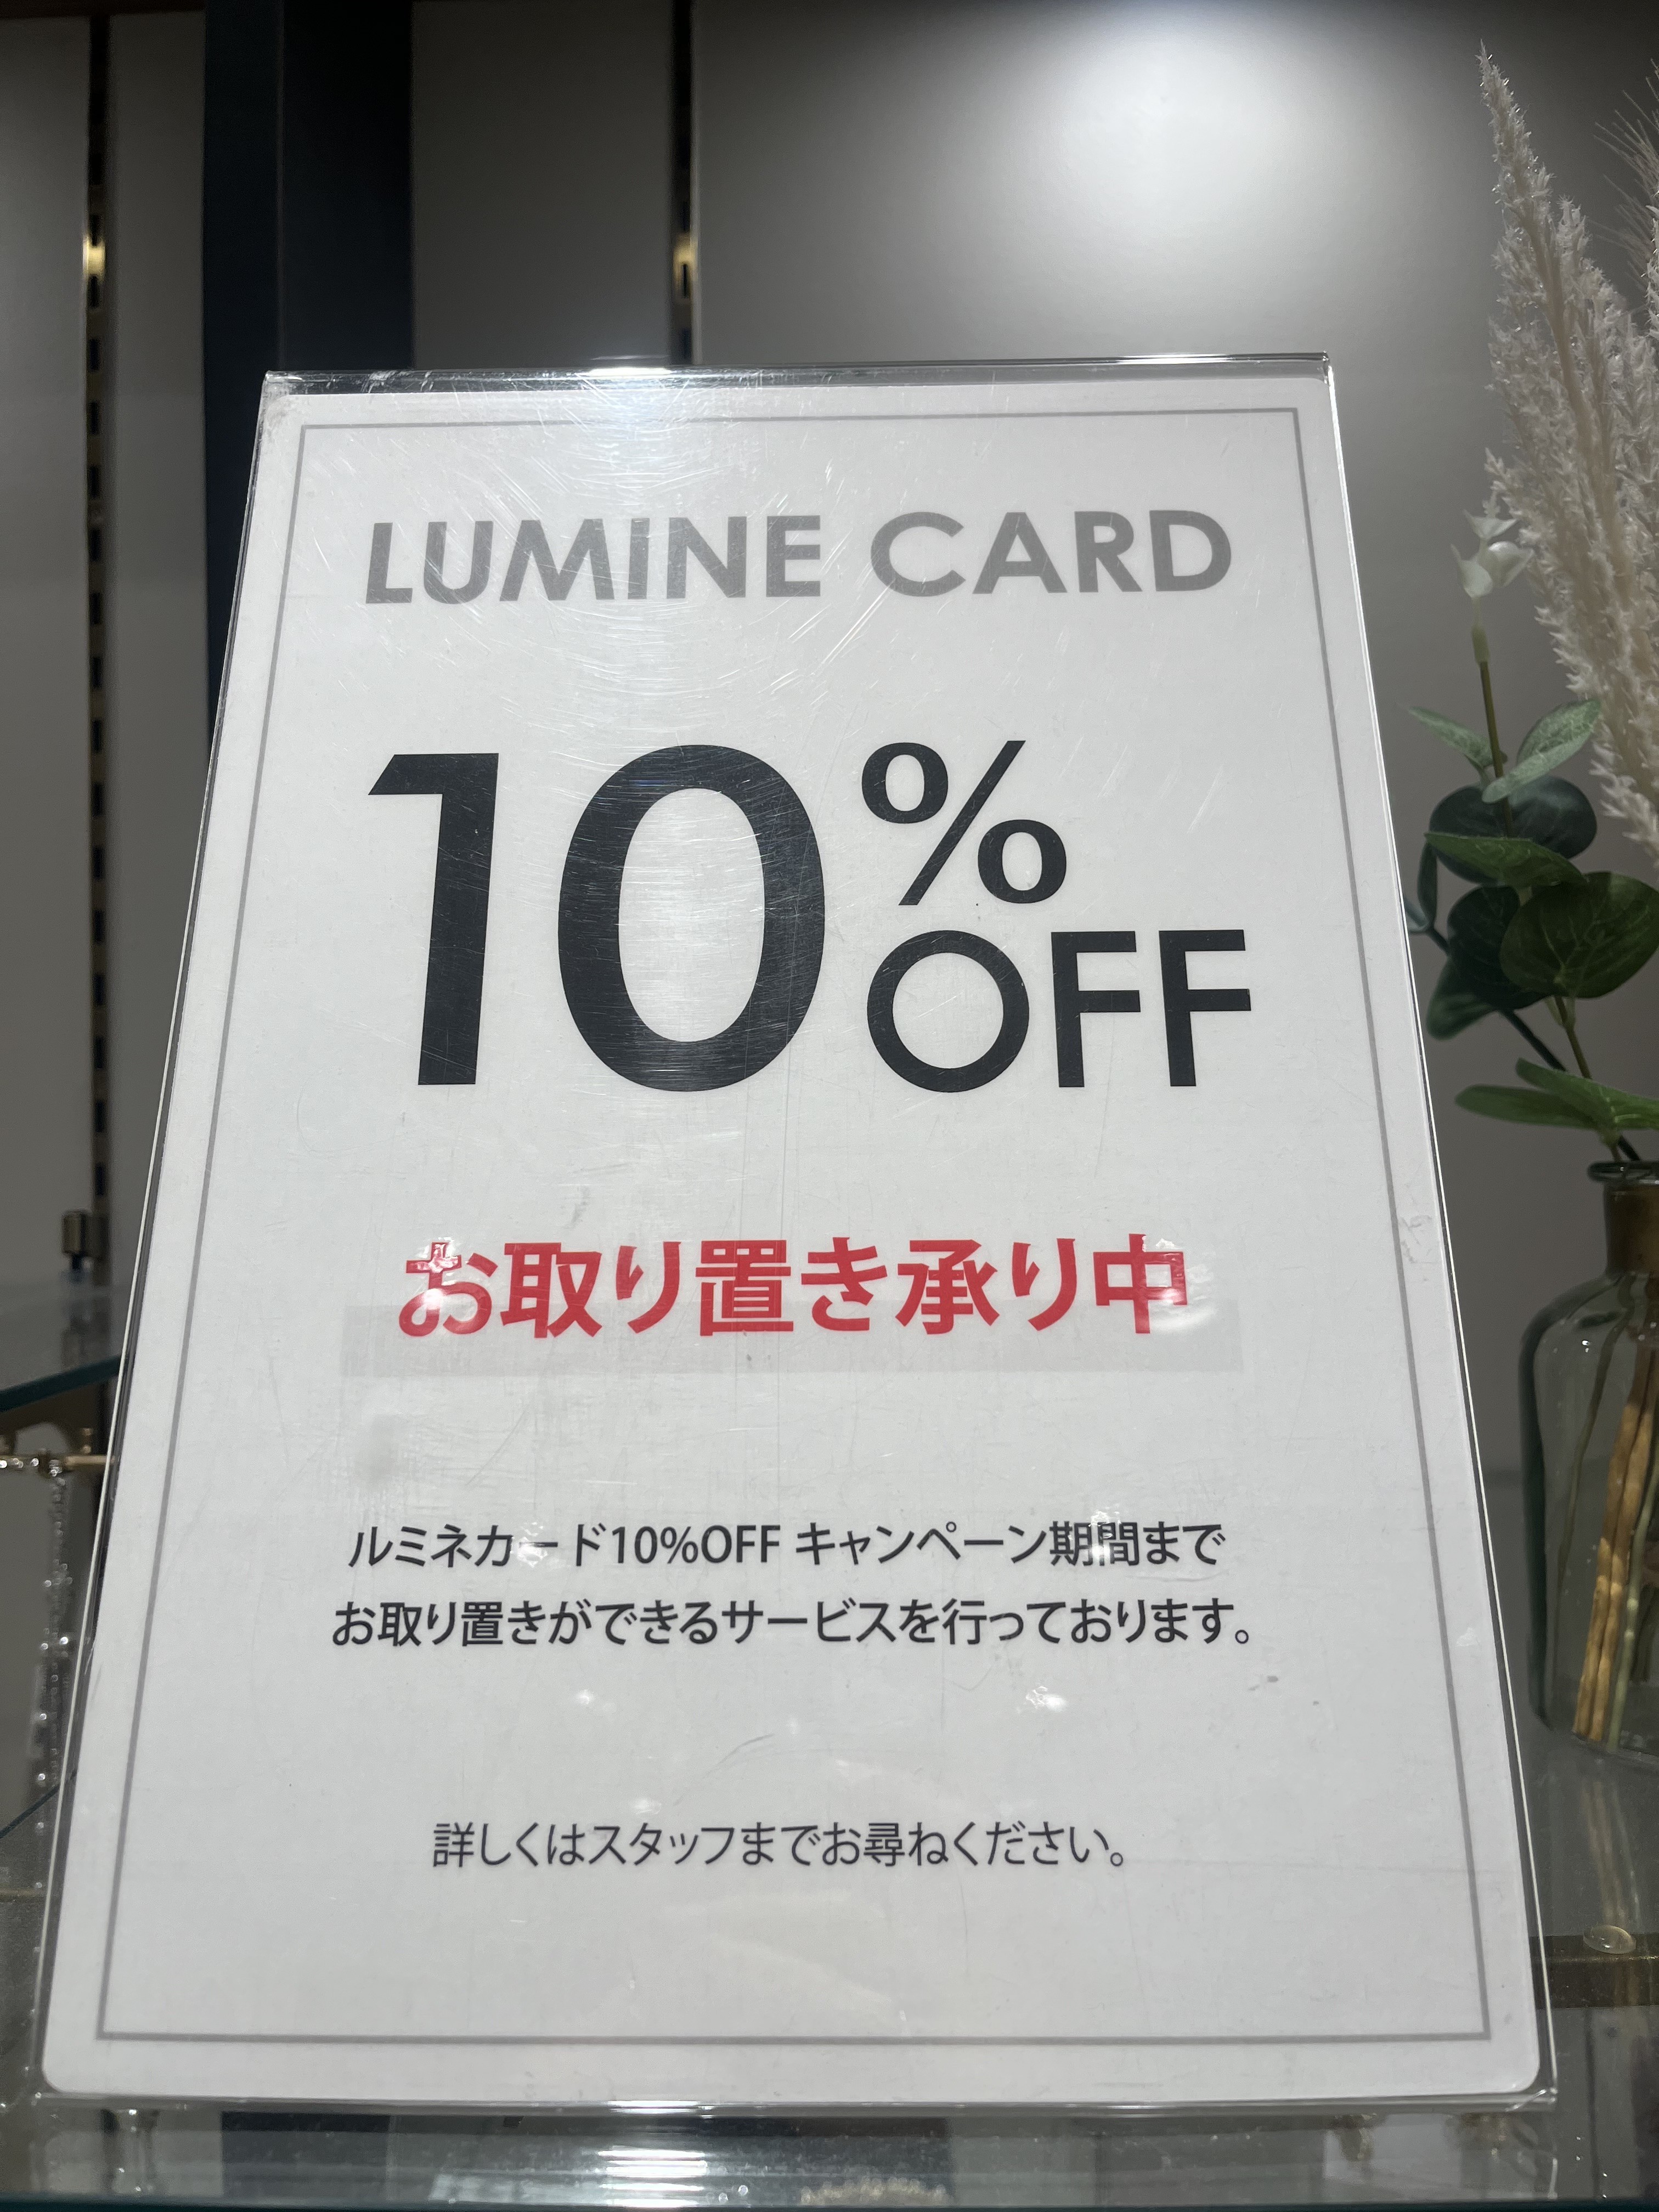 LUMINE CARD
10%OFF
お取り置き承り中
ルミネカード10%OFF キャンペーン期間まで
お取り置きができるサービスを行っております。
詳しくはスタッフまでお尋ねください。